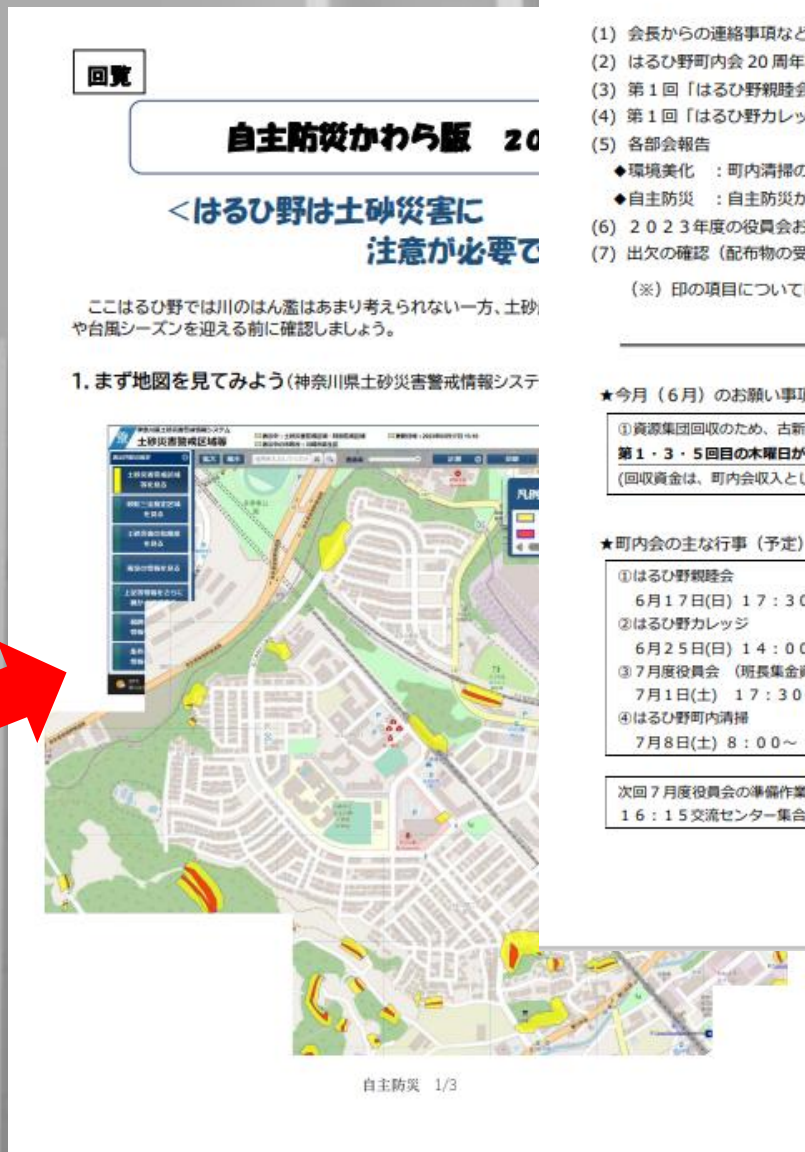 回覧
自主防災かわら版 20
＜はるひ野は土砂災害に
注意が必要で
ここはるひ野では川のはん濫はあまり考えられない一方、土砂
や台風シーズンを迎える前に確認しましょう。
1. まず地図を見てみよう(神奈川県土砂災害警戒情報システ
土砂災害警戒区域等
自主防災 1/3
(1) 会長からの連絡事項など
(2) はるひ野町内会 20 周年
(3) 第1回「はるひ野親睦会
(4) 第1回「はるひ野カレッ
(5) 各部会報告
◆環境美化 ：町内清掃の
◆自主防災 ：自主防災か
(6) 2023年度の役員会お
(7) 出欠の確認（配布物の受
（※）印の項目について
★今月（6月）のお願い事項
①資源集団回収のため、古新
第1・3・5回目の木曜日が
(回収資金は、町内会収入とし
★町内会の主な行事（予定）
①はるひ野親睦会
6月17日(日) 17：30
②はるひ野カレッジ
6月25日(日) 14：00
③7月度役員会 （班長集金資
7月1日(土) 17：30
④はるひ野町内清掃
7月8日(土) 8：00～
次回7月度役員会の準備作業
16：15交流センター集合